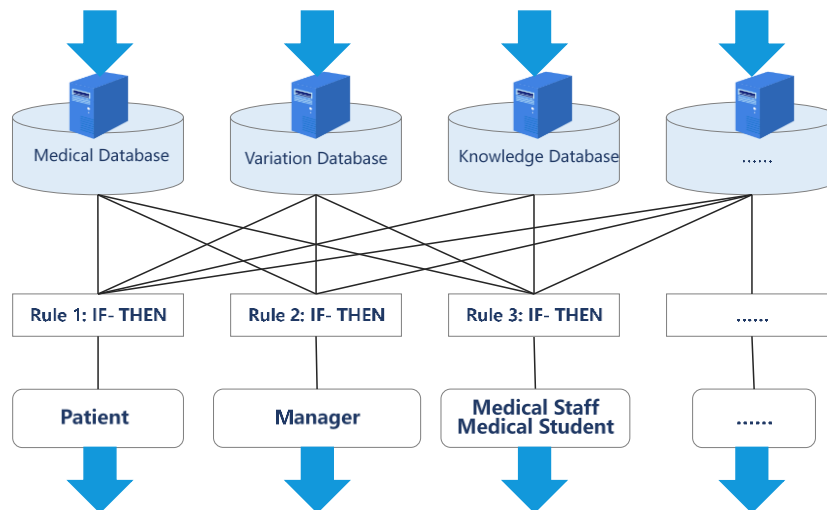 Medical Database
Variation Database
Knowledge Database
......
Rule 1: IF- THEN
Rule 2: IF- THEN
Rule 3: IF- THEN
......
Patient
Manager
Medical Staff
Medical Student
......